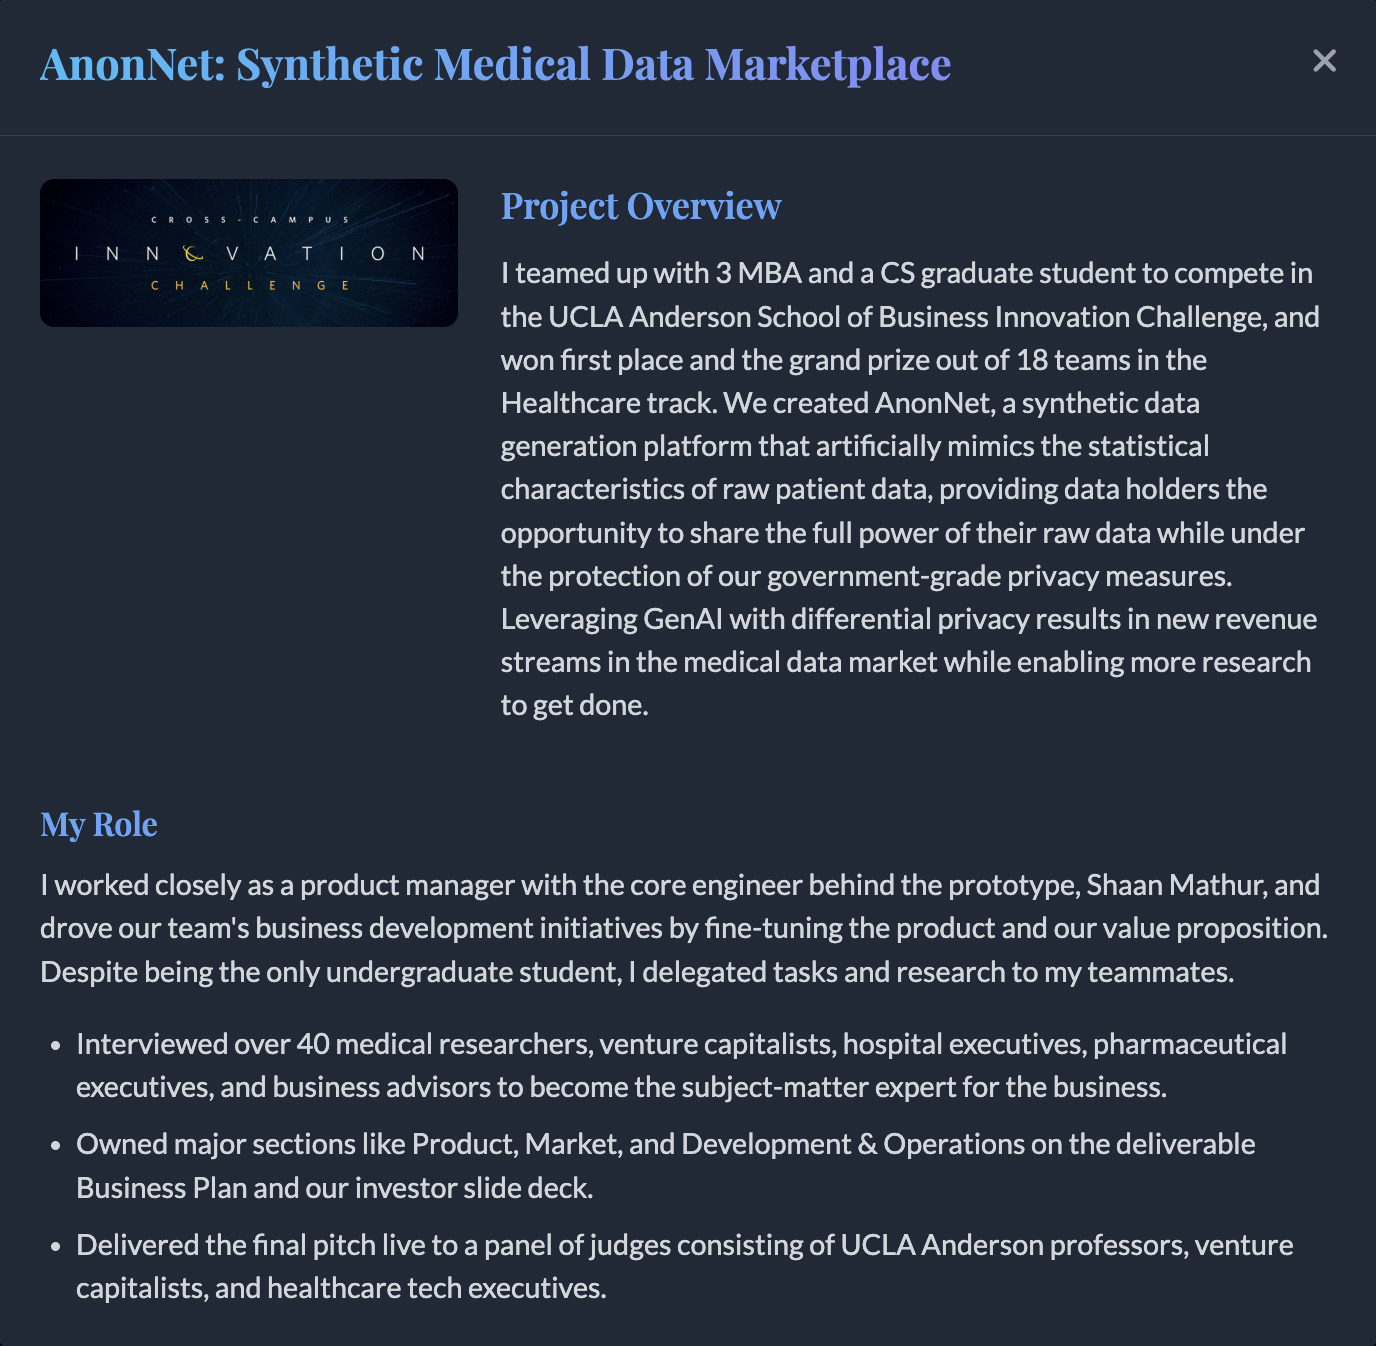 AnonNet: Synthetic Medical Data Marketplace
CROSS-CAMPUS
INNOVATION
CHALLENGE
Project Overview
I teamed up with 3 MBA and a CS graduate student to compete in
the UCLA Anderson School of Business Innovation Challenge, and
won first place and the grand prize out of 18 teams in the
Healthcare track. We created AnonNet, a synthetic data
generation platform that artificially mimics the statistical
characteristics of raw patient data, providing data holders the
opportunity to share the full power of their raw data while under
the protection of our government-grade privacy measures.
Leveraging GenAI with differential privacy results in new revenue
streams in the medical data market while enabling more research
to get done.
My Role
I worked closely as a product manager with the core engineer behind the prototype, Shaan Mathur, and
drove our team's business development initiatives by fine-tuning the product and our value proposition.
Despite being the only undergraduate student, I delegated tasks and research to my teammates.
• Interviewed over 40 medical researchers, venture capitalists, hospital executives, pharmaceutical
executives, and business advisors to become the subject-matter expert for the business.
• Owned major sections like Product, Market, and Development & Operations on the deliverable
Business Plan and our investor slide deck.
• Delivered the final pitch live to a panel of judges consisting of UCLA Anderson professors, venture
capitalists, and healthcare tech executives.